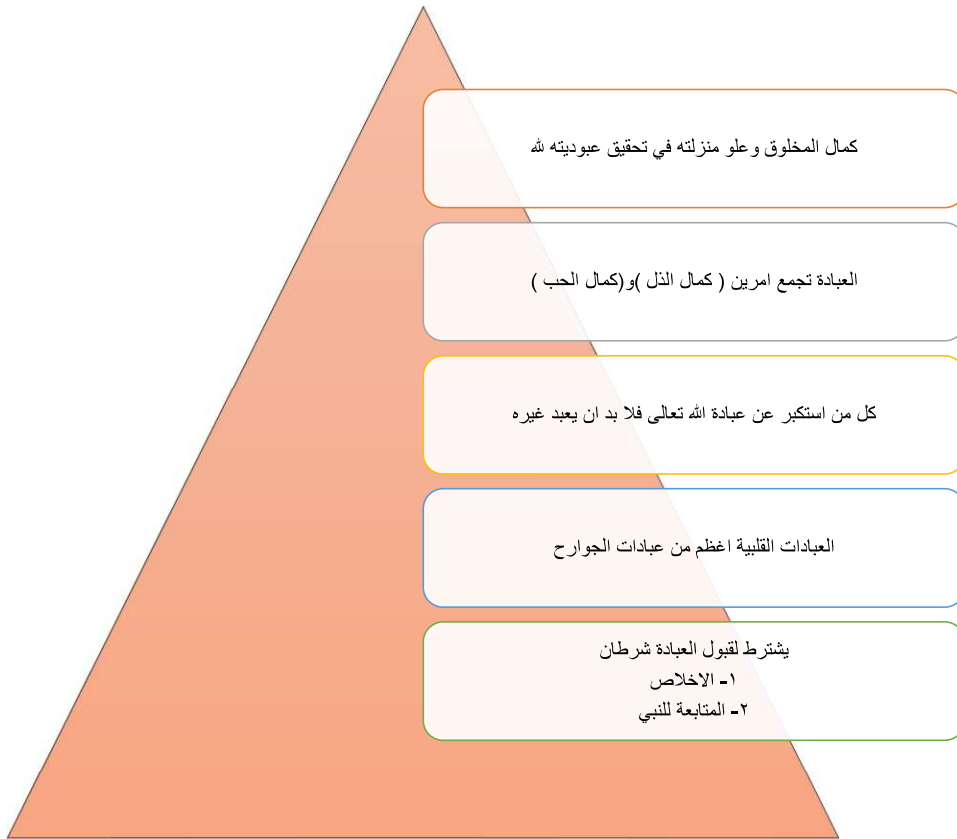 كمال المخلوق وعلو منزلته في تحقيق عبوديته لله
العبادة تجمع امرين ( كمال الذل )و(كمال الحب )
كل من استكبر عن عبادة الله تعالى فلا بد ان يعبد غيره
العبادات القلبية اغظم من عبادات الجوارح
يشترط لقبول العبادة شرطان
١- الاخلاص
٢- المتابعة للنبي